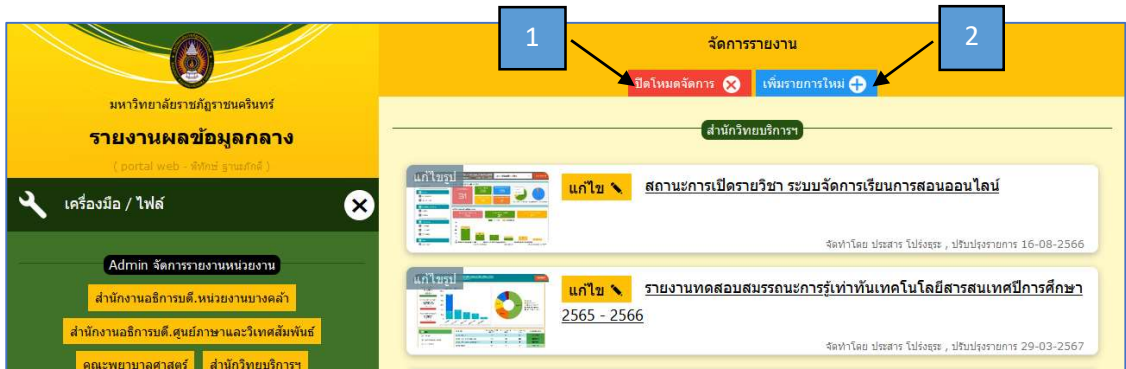 1
2
จัดการรายงาน
ปิดโหมดจัดการ
เพิ่มรายการใหม่
มหาวิทยาลัยราชภัฏราชนครินทร์
รายงานผลข้อมูลกลาง
( portal web - พีทักษ์ ฐานะภักดี )
เครื่องมือ / ไฟล์
Admin จัดการรายงานหน่วยงาน
สำนักงานอธิการบดี.หน่วยงานบางคล้า
สำนักงานอธิการบดี.ศูนย์ภาษาและวิเทศสัมพันธ์
คณะพยาบาลศาสตร์ สำนักวิทยบริการฯ
สำนักวิทยบริการฯ
แก้ไขรูป
แก้ไข
สถานะการเปิดรายวิชา ระบบจัดการเรียนการสอนออนไลน์
จัดทำโดย ประสาร โปร่งธุระ , ปรับปรุงรายการ 16-08-2566
แก้ไขรูป
แก้ไข
รายงานทดสอบสมรรถนะการรู้เท่าทันเทคโนโลยีสารสนเทศปีการศึกษา
2565 - 2566
จัดทำโดย ประสาร โปร่งธุระ , ปรับปรุงรายการ 29-03-2567